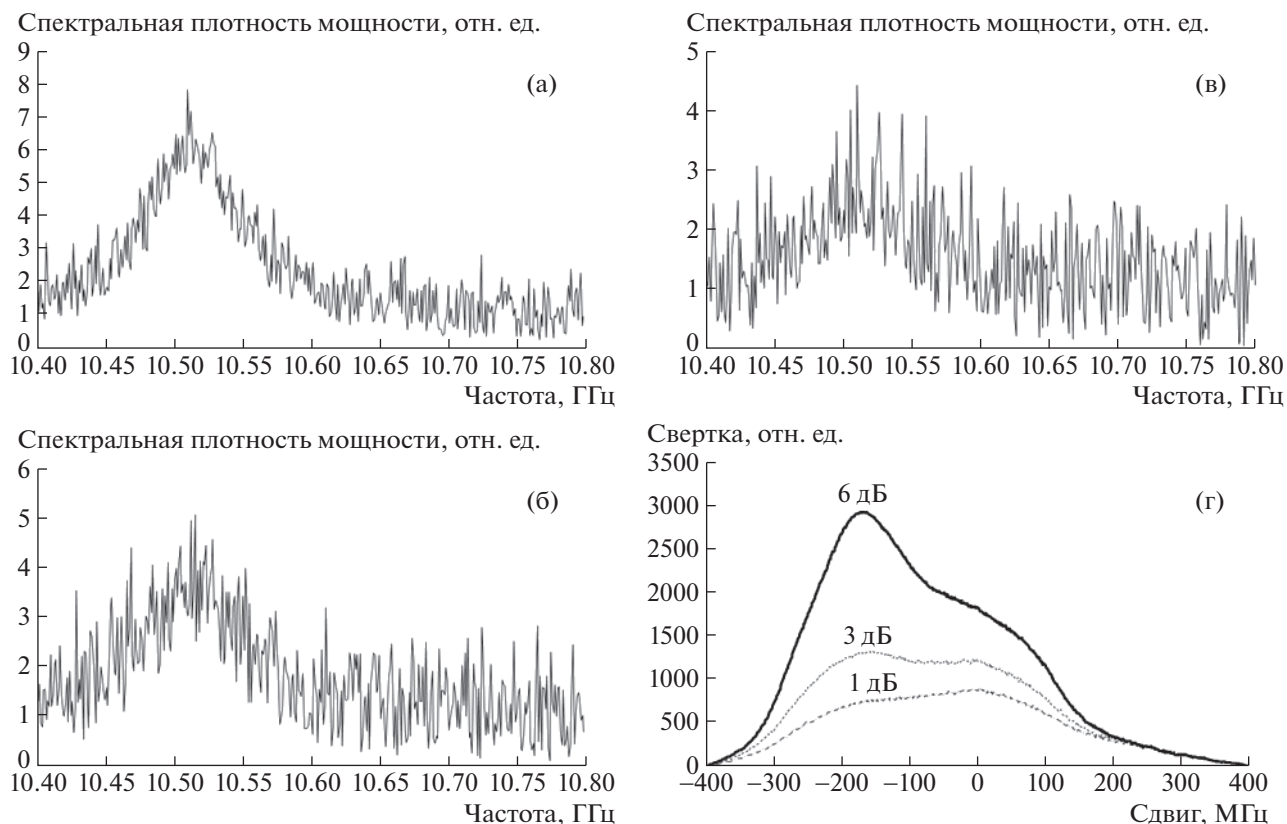 Спектральная плотность мощности, отн. ед.
9
8
7
6
5
4
3
2
1
0
(а)
10.40 10.45 10.50 10.55 10.60 10.65 10.70 10.75 10.80
Частота, ГГц
Спектральная плотность мощности, отн. ед.
5
4
3
2
1
0
(в)
10.40 10.45 10.50 10.55 10.60 10.65 10.70 10.75 10.80
Частота, ГГц
Спектральная плотность мощности, отн. ед.
6
5
4
3
2
1
0
(б)
10.40 10.45 10.50 10.55 10.60 10.65 10.70 10.75 10.80
Частота, ГГц
Свертка, отн. ед.
3500
3000
2500
2000
1500
1000
500
0
6 дБ
3 дБ
1 дБ
(г)
−400 −300 −200 −100 0 100 200 300 400
Сдвиг, МГц